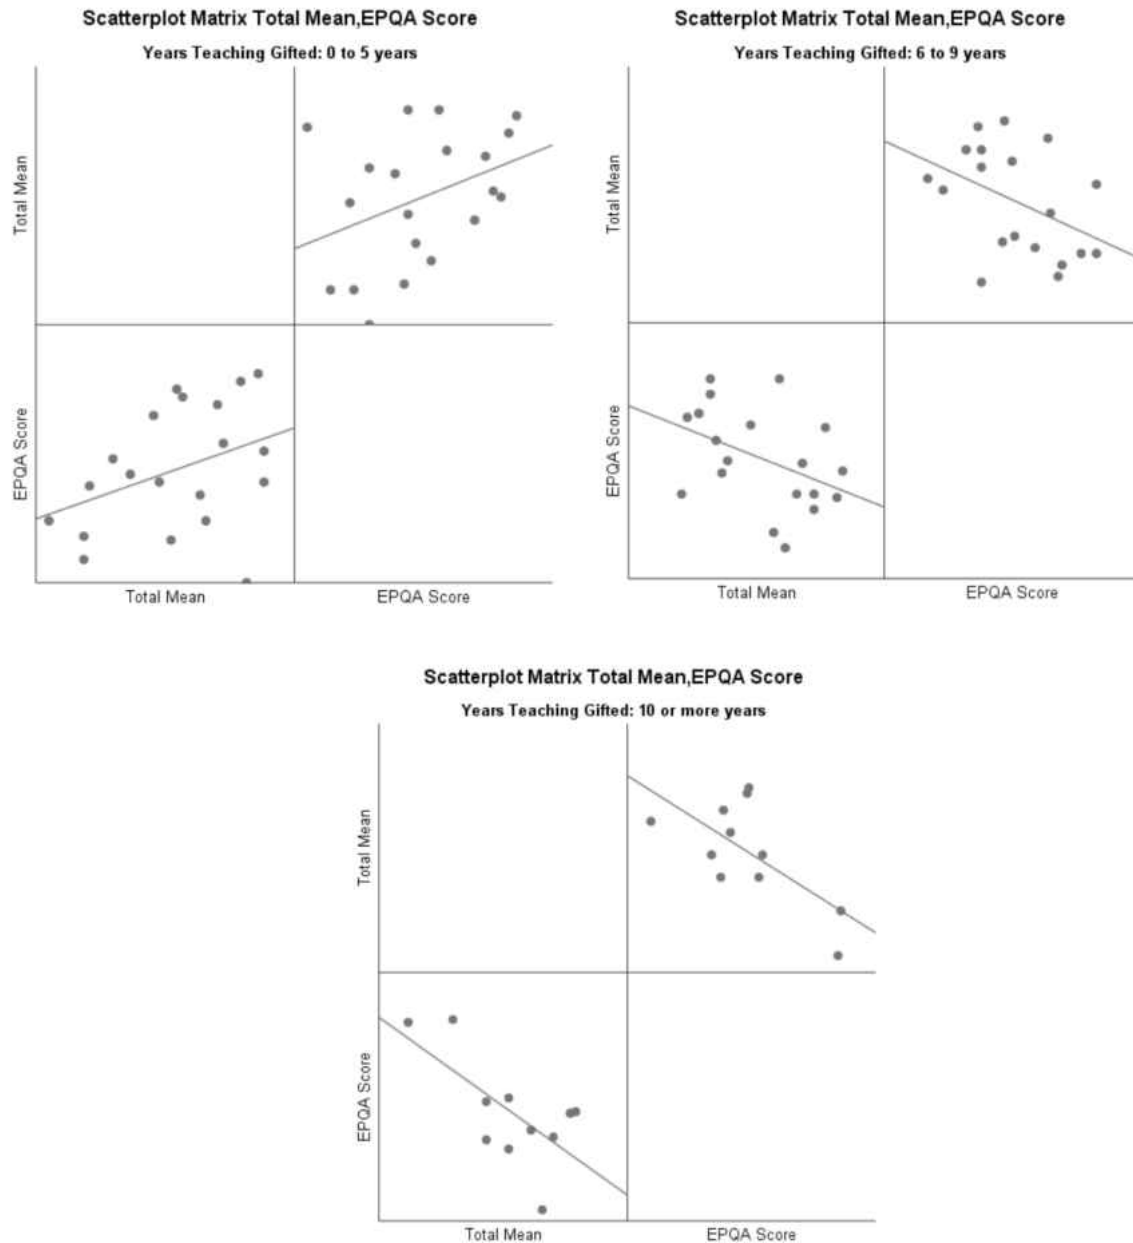 Scatterplot Matrix Total Mean,EPQA Score
Years Teaching Gifted: 0 to 5 years
Total Mean
EPQA Score
Total Mean
EPQA Score
Scatterplot Matrix Total Mean,EPQA Score
Years Teaching Gifted: 6 to 9 years
Total Mean
EPQA Score
Total Mean
EPQA Score
Scatterplot Matrix Total Mean,EPQA Score
Years Teaching Gifted: 10 or more years
Total Mean
EPQA Score
Total Mean
EPQA Score